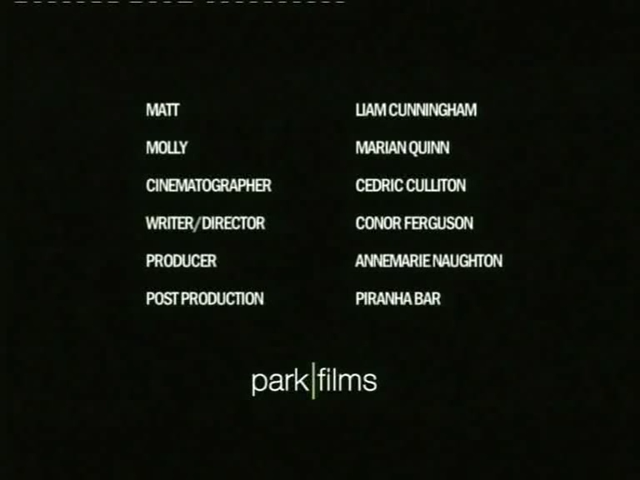 MATT LIAM CUNNINGHAM
MOLLY MARIAN QUINN
CINEMATOGRAPHER CEDRIC CULLITON
WRITER/DIRECTOR CONOR FERGUSON
PRODUCER ANNEMARIE NAUGHTON
POST PRODUCTION PIRANHA BAR
park|films